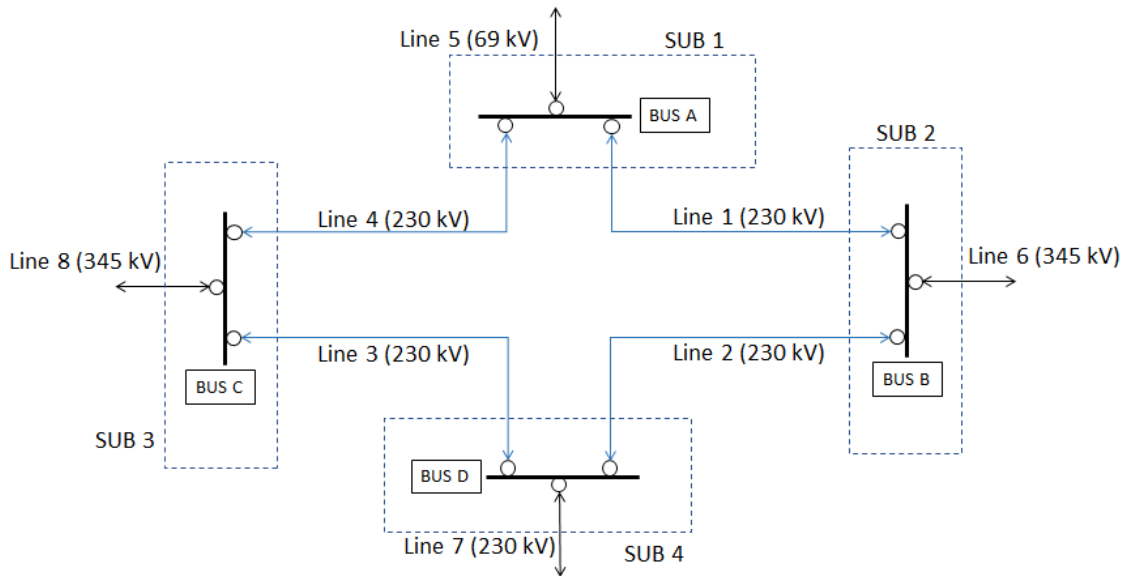 Line 5 (69 kV)
SUB 1
BUS A
SUB 2
Line 4 (230 kV)
Line 1 (230 kV)
Line 8 (345 kV)
Line 6 (345 kV)
Line 3 (230 kV)
Line 2 (230 kV)
BUS C
BUS B
SUB 3
BUS D
Line 7 (230 kV)
SUB 4